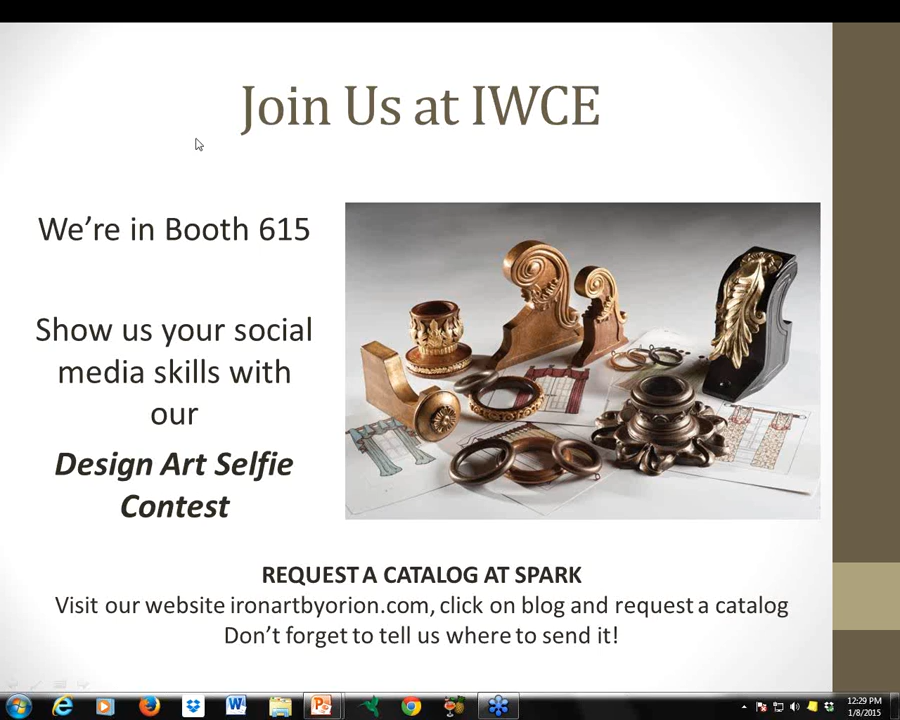 Join Us at IWCE
We’re in Booth 615
Show us your social
media skills with
our
Design Art Selfie
Contest
REQUEST A CATALOG AT SPARK
Visit our website ironartbyorion.com, click on blog and request a catalog
Don’t forget to tell us where to send it!
12:29 PM
1/8/2015